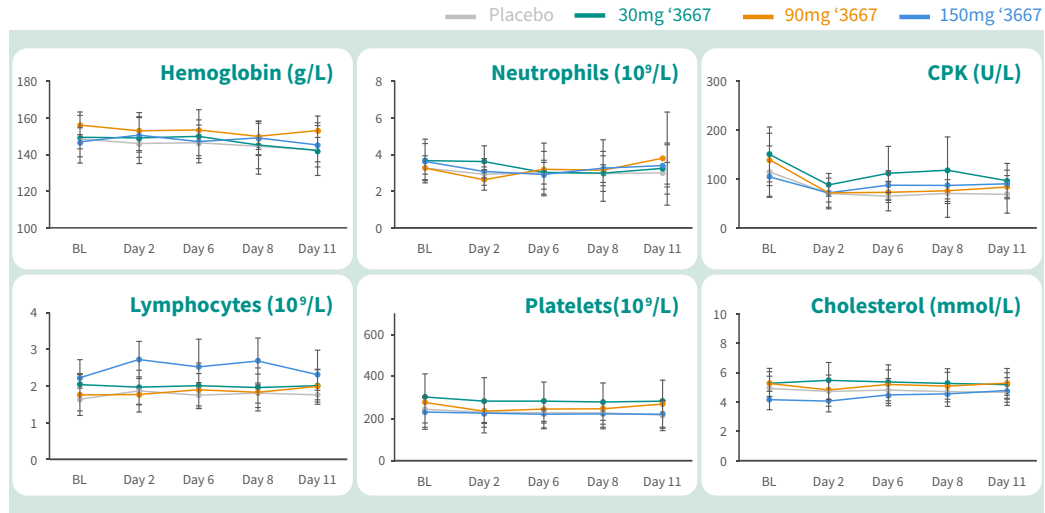 Placebo 30mg ‘3667 90mg ‘3667 150mg ‘3667
Hemoglobin (g/L)
180
160
140
120
100
BL Day 2 Day 6 Day 8 Day 11
Neutrophils (10⁹/L)
8
6
4
2
0
BL Day 2 Day 6 Day 8 Day 11
CPK (U/L)
300
200
100
0
BL Day 2 Day 6 Day 8 Day 11
Lymphocytes (10⁹/L)
4
3
2
1
0
BL Day 2 Day 6 Day 8 Day 11
Platelets(10⁹/L)
600
400
200
0
BL Day 2 Day 6 Day 8 Day 11
Cholesterol (mmol/L)
10
8
6
4
2
0
BL Day 2 Day 6 Day 8 Day 11